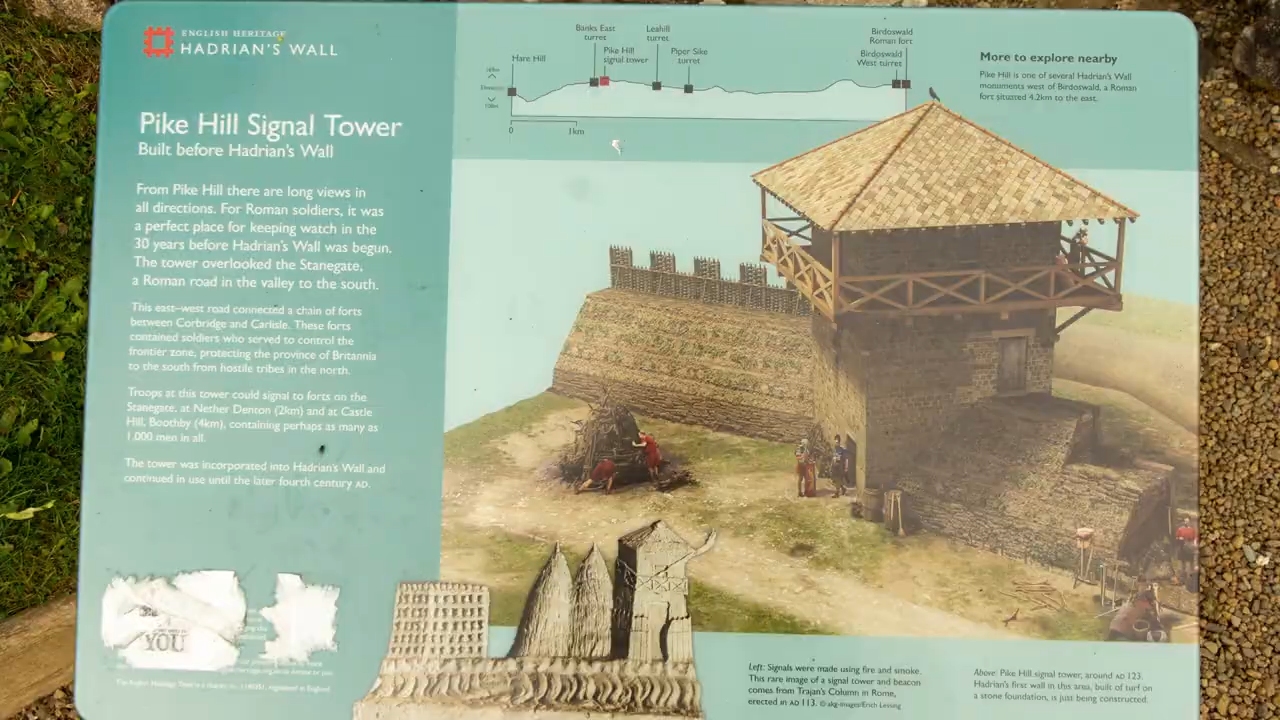 ENGLISH HERITAGE
HADRIAN'S WALL
Pike Hill Signal Tower
Built before Hadrian's Wall
From Pike Hill there are long views in
all directions. For Roman soldiers, it was
a perfect place for keeping watch in the
30 years before Hadrian's Wall was begun.
The tower overlooked the Stanegate,
a Roman road in the valley to the south.
This east–west road connected a chain of forts
between Corbridge and Carlisle. These forts
contained soldiers who served to control the
frontier zone, protecting the province of Britannia
to the south from hostile tribes in the north.
Troops at this tower could signal to forts on the
Stanegate, at Nether Denton (2km) and at Castle
Hill, Boothby (4km), containing perhaps as many as
1,000 men in all.
The tower was incorporated into Hadrian's Wall and
continued in use until the later fourth century AD.
YOU
Hare Hill
Banks East
turret
Pike Hill
signal tower
Leahill
turret
Piper Sike
turret
Birdoswald
Roman fort
Birdoswald
West turret
0
1km
More to explore nearby
Pike Hill is one of several Hadrian's Wall
monuments west of Birdoswald, a Roman
fort situated 4.2km to the east.
Left: Signals were made using fire and smoke.
This rare image of a signal tower and beacon
comes from Trajan's Column in Rome,
erected in AD 113. © akg-images/Erich Lessing
Above: Pike Hill signal tower, around AD 123.
Hadrian's first wall in this area, built of turf on
a stone foundation, is just being constructed.